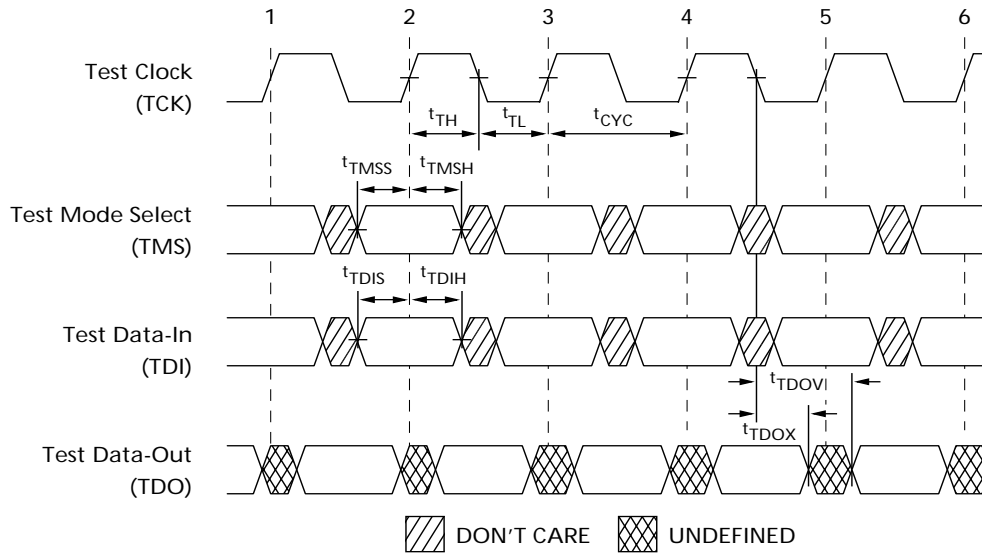 1 2 3 4 5 6
Test Clock
(TCK)
tTH tTL tCYC
tTMSS tTMSH
Test Mode Select
(TMS)
tTDIS tTDIH
Test Data-In
(TDI)
tTDOV
tTDOX
Test Data-Out
(TDO)
DON'T CARE UNDEFINED